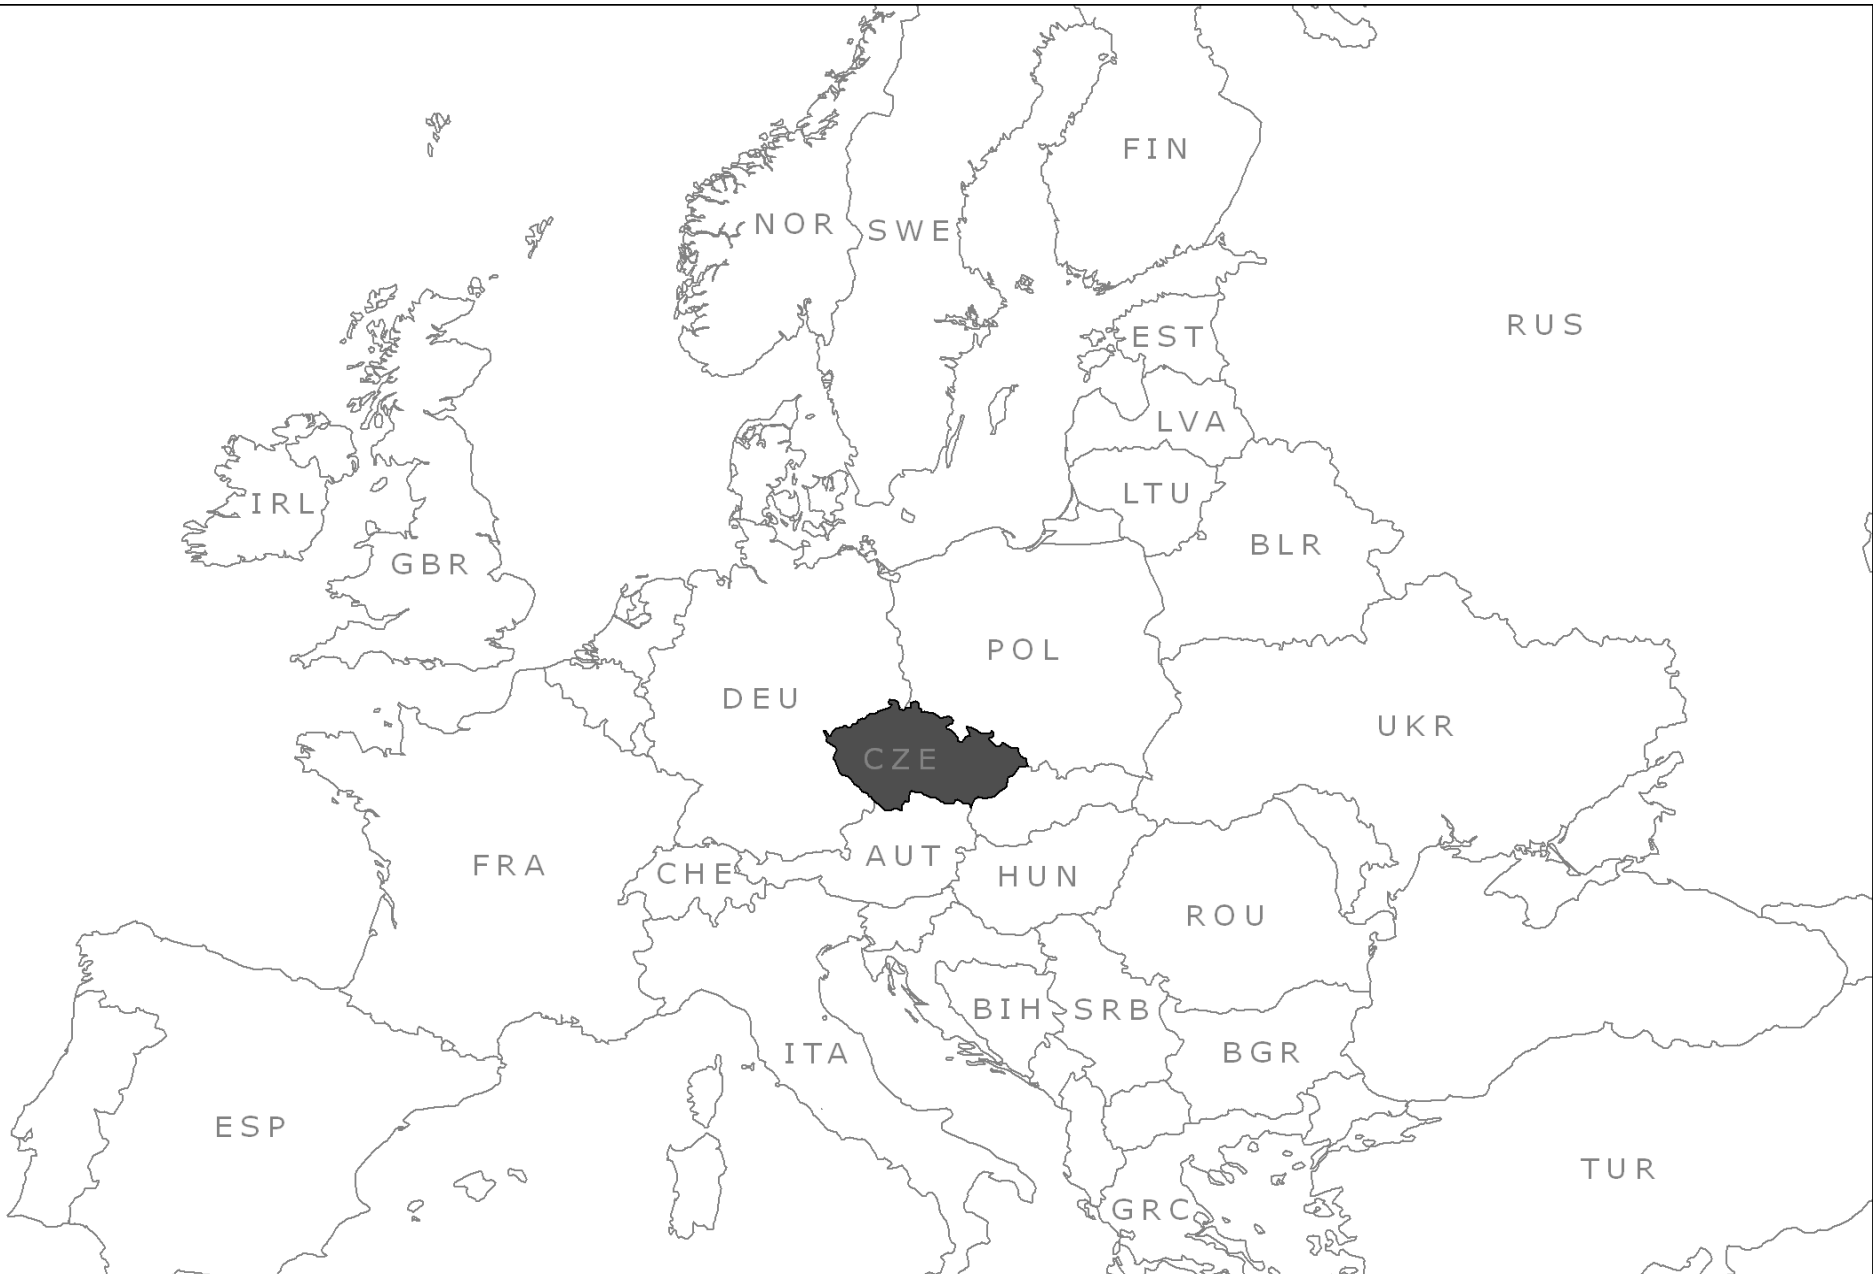 FIN
NOR
SWE
RUS
EST
LVA
LTU
IRL
BLR
GBR
POL
DEU
UKR
CZE
AUT
FRA
CHE
HUN
ROU
BIH
SRB
BGR
ITA
ESP
TUR
GRC